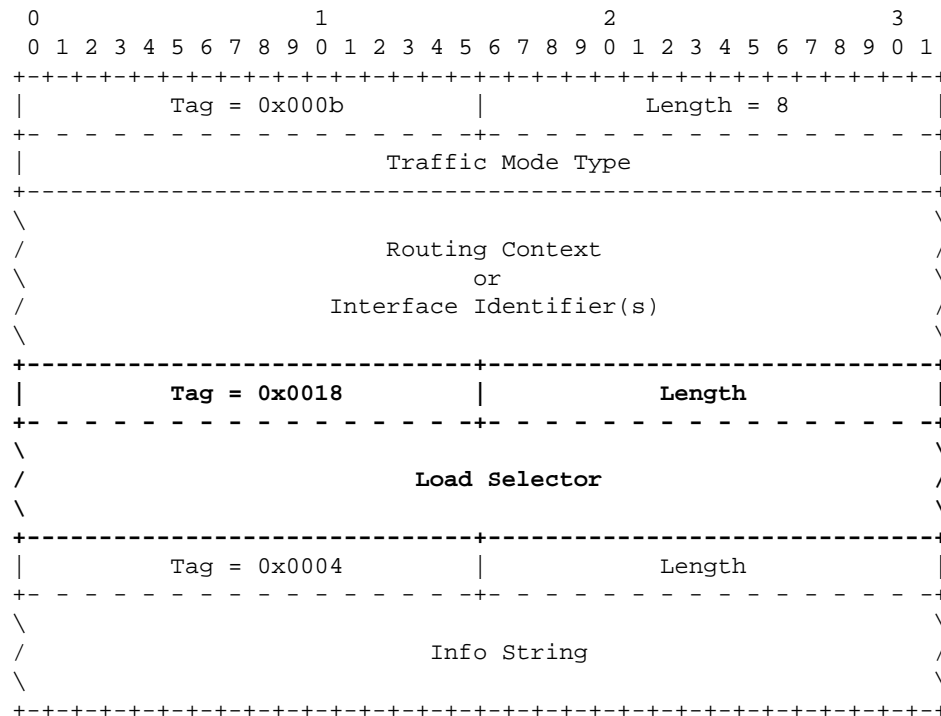 0 1 2 3
0 1 2 3 4 5 6 7 8 9 0 1 2 3 4 5 6 7 8 9 0 1 2 3 4 5 6 7 8 9 0 1
+-+-+-+-+-+-+-+-+-+-+-+-+-+-+-+-+-+-+-+-+-+-+-+-+-+-+-+-+-+-+-+-+
| Tag = 0x000b | Length = 8 |
+- - - - - - - - - - - - - - - -+- - - - - - - - - - - - - - - -+
| Traffic Mode Type |
+---------------------------------------------------------------+
\ \
/ Routing Context /
\ or \
/ Interface Identifier(s) /
\ \
+-------------------------------+-------------------------------+
| Tag = 0x0018 | Length |
+- - - - - - - - - - - - - - - -+- - - - - - - - - - - - - - - -+
\ \
/ Load Selector /
\ \
+-------------------------------+-------------------------------+
| Tag = 0x0004 | Length |
+- - - - - - - - - - - - - - - -+- - - - - - - - - - - - - - - -+
\ \
/ Info String /
\ \
+-+-+-+-+-+-+-+-+-+-+-+-+-+-+-+-+-+-+-+-+-+-+-+-+-+-+-+-+-+-+-+-+